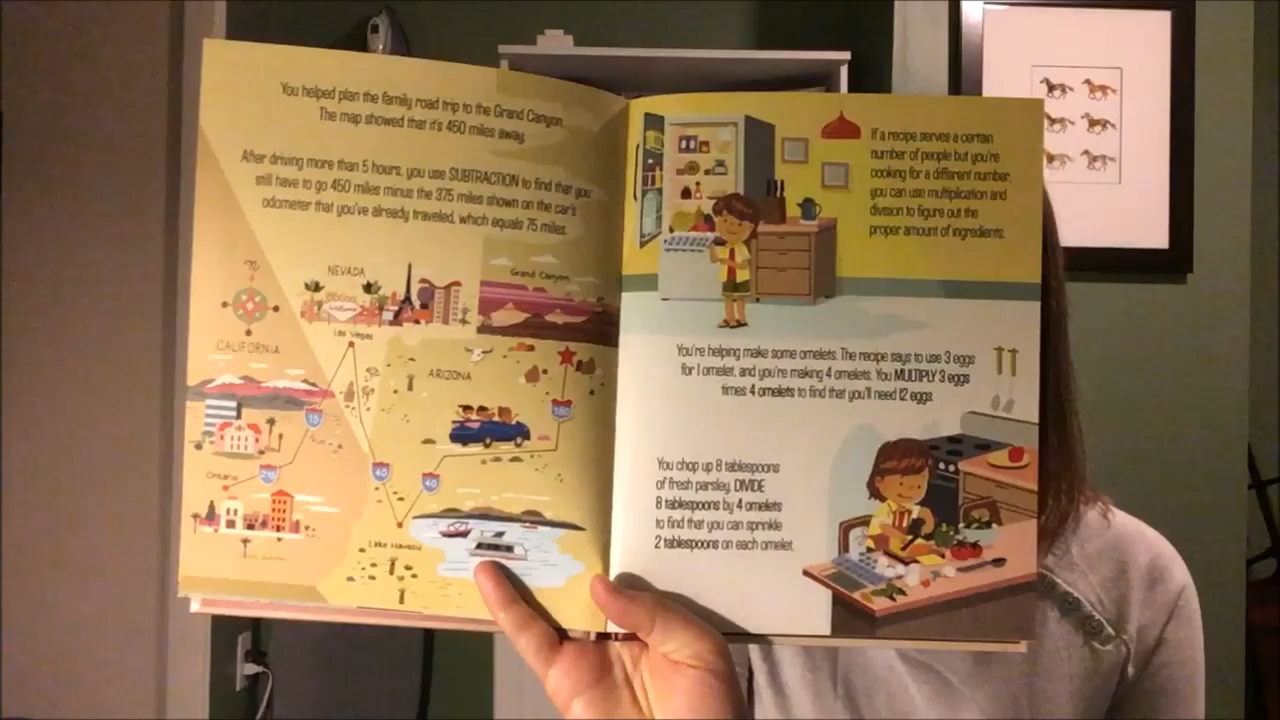 You helped plan the family road trip to the Grand Canyon.
The map showed that it's 450 miles away.
After driving more than 5 hours, you use SUBTRACTION to find that you
still have to go 450 miles minus the 375 miles shown on the car's
odometer that you've already traveled, which equals 75 miles.
N
NEVADA
Welcome
Las Vegas
Grand Canyon
CALIFORNIA
ARIZONA
15
180
Ontario
215
40
40
Lake Havasu
If a recipe serves a certain
number of people but you're
cooking for a different number,
you can use multiplication and
division to figure out the
proper amount of ingredients.
You're helping make some omelets. The recipe says to use 3 eggs
for 1 omelet, and you're making 4 omelets. You MULTIPLY 3 eggs
times 4 omelets to find that you'll need 12 eggs.
You chop up 8 tablespoons
of fresh parsley. DIVIDE
8 tablespoons by 4 omelets
to find that you can sprinkle
2 tablespoons on each omelet.